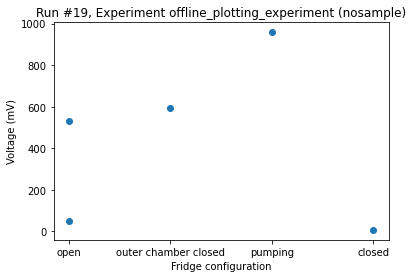 Run #19, Experiment offline_plotting_experiment (nosample)
1000
800
600
400
200
0
Voltage (mV)
open
outer chamber closed
pumping
closed
Fridge configuration